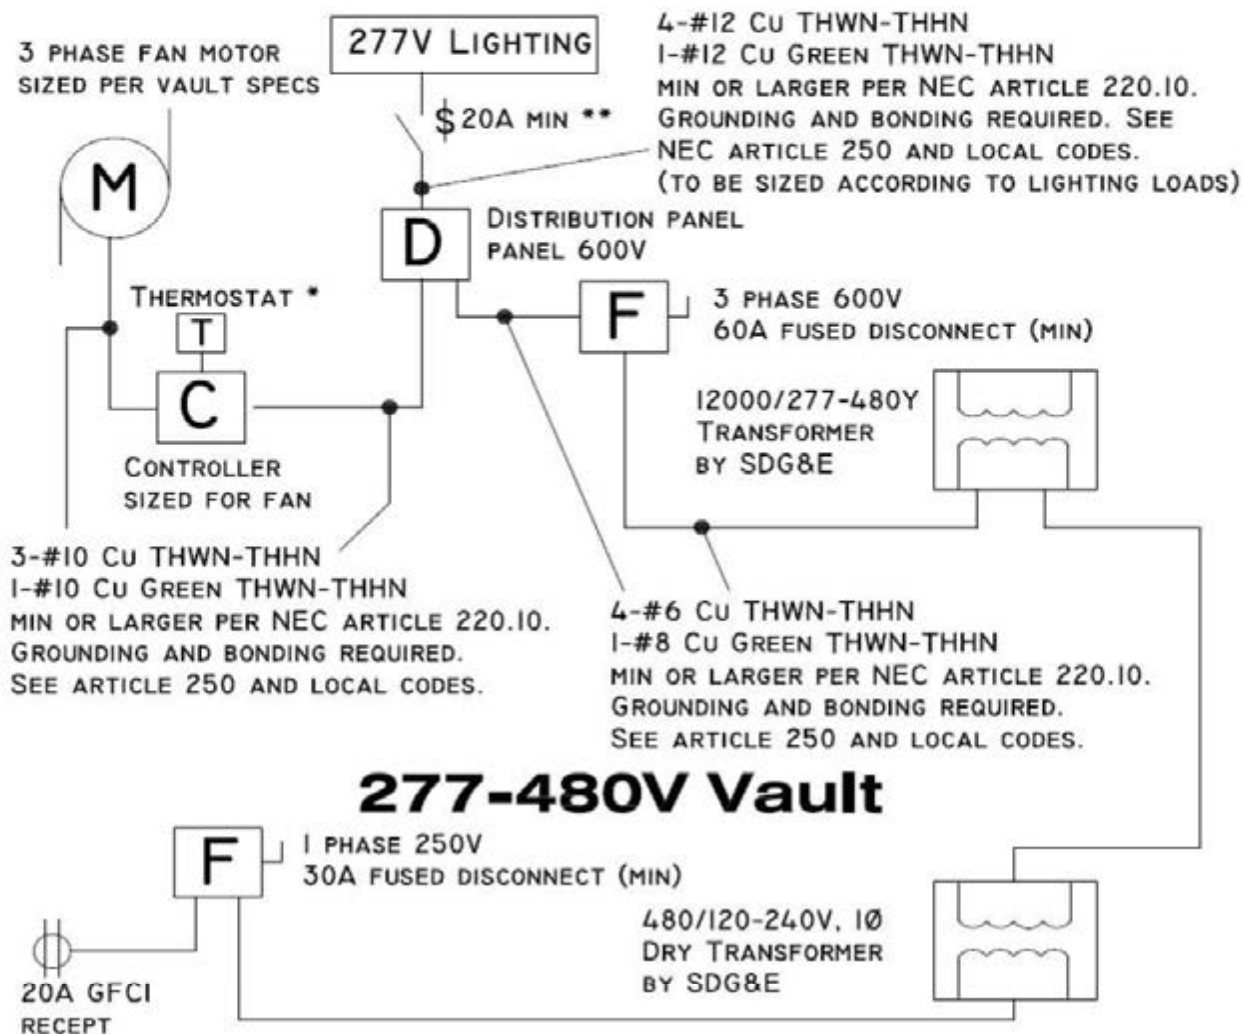 3 PHASE FAN MOTOR
SIZED PER VAULT SPECS
277V LIGHTING
$ 20A MIN **
4-#12 CU THWN-THHN
1-#12 CU GREEN THWN-THHN
MIN OR LARGER PER NEC ARTICLE 220.10.
GROUNDING AND BONDING REQUIRED. SEE
NEC ARTICLE 250 AND LOCAL CODES.
(TO BE SIZED ACCORDING TO LIGHTING LOADS)
M
D
DISTRIBUTION PANEL
PANEL 600V
THERMOSTAT *
T
C
CONTROLLER
SIZED FOR FAN
F
3 PHASE 600V
60A FUSED DISCONNECT (MIN)
12000/277-480Y
TRANSFORMER
BY SDG&E
3-#10 CU THWN-THHN
1-#10 CU GREEN THWN-THHN
MIN OR LARGER PER NEC ARTICLE 220.10.
GROUNDING AND BONDING REQUIRED.
SEE ARTICLE 250 AND LOCAL CODES.
4-#6 CU THWN-THHN
1-#8 CU GREEN THWN-THHN
MIN OR LARGER PER NEC ARTICLE 220.10.
GROUNDING AND BONDING REQUIRED.
SEE ARTICLE 250 AND LOCAL CODES.
277-480V Vault
F
1 PHASE 250V
30A FUSED DISCONNECT (MIN)
480/120-240V, 1Ø
DRY TRANSFORMER
BY SDG&E
20A GFCI
RECEPT